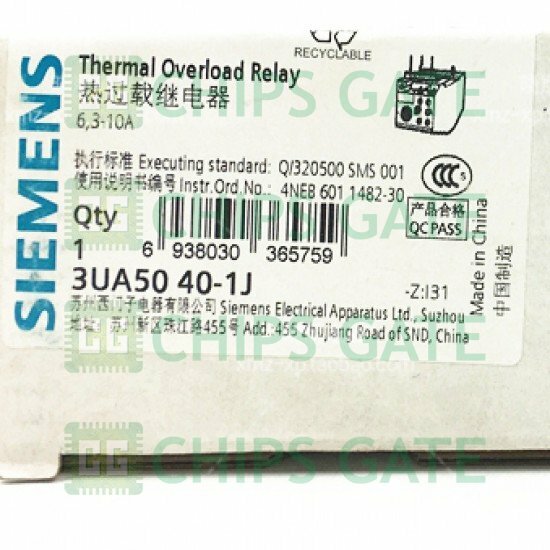 RECYCLABLE
SIEMENS
Thermal Overload Relay
热过载继电器
6,3-10A
执行标准 Executing standard: Q/320500 SMS 001
使用说明书编号 Instr.Ord.No.: 4NEB 601 1482-30
CCC S
产品合格
QC PASS
Qty
1
6 938030 365759
3UA50 40-1J
-Z:I31
Made in China
中国制造
苏州西门子电器有限公司 Siemens Electrical Apparatus Ltd., Suzhou
地址: 苏州新区珠江路455号 Add.:455 Zhujiang Road of SND, China
CHIPS GATE
CHIPS GATE
CHIPS GATE
CHIPS GATE
CHIPS GATE